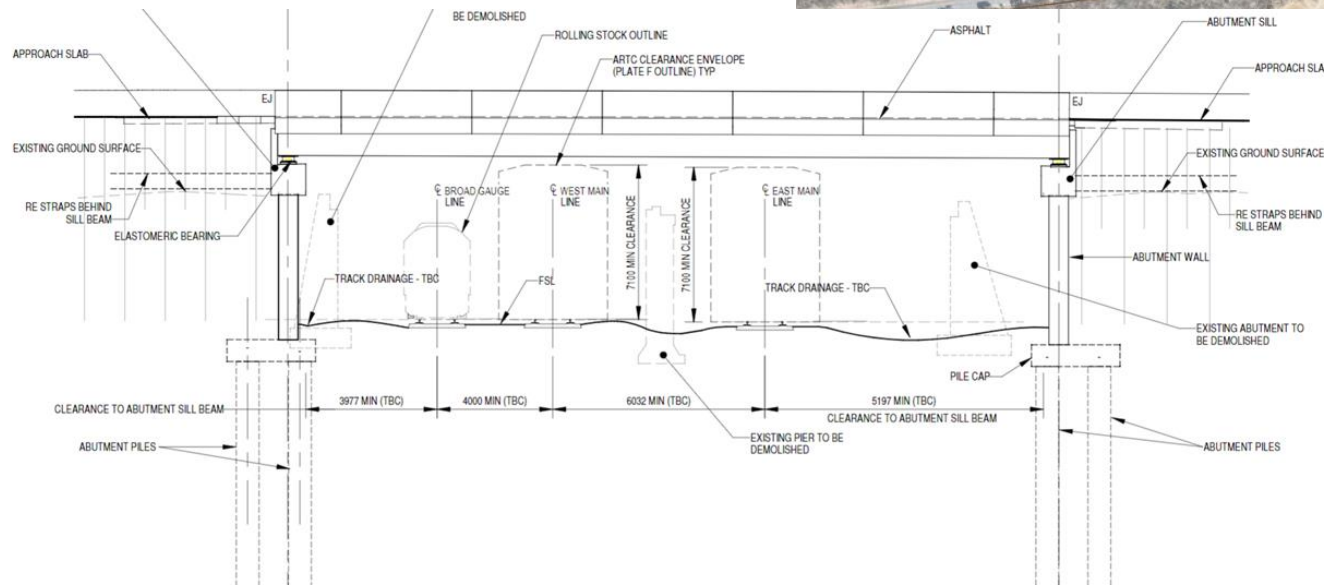 BE DEMOLISHED
ROLLING STOCK OUTLINE
ASPHALT
ABUTMENT SILL
APPROACH SLAB
ARTC CLEARANCE ENVELOPE
(PLATE F OUTLINE) TYP
APPROACH SLA
EJ
EJ
EXISTING GROUND SURFACE
EXISTING GROUND SURFACE
℄ BROAD GAUGE
LINE
℄ WEST MAIN
LINE
℄ EAST MAIN
LINE
RE STRAPS BEHIND
SILL BEAM
RE STRAPS BEHIND
SILL BEAM
ELASTOMERIC BEARING
7100 MIN CLEARANCE
7100 MIN CLEARANCE
ABUTMENT WALL
TRACK DRAINAGE - TBC
FSL
TRACK DRAINAGE - TBC
EXISTING ABUTMENT TO
BE DEMOLISHED
PILE CAP
3977 MIN (TBC)
4000 MIN (TBC)
6032 MIN (TBC)
5197 MIN (TBC)
CLEARANCE TO ABUTMENT SILL BEAM
CLEARANCE TO ABUTMENT SILL BEAM
EXISTING PIER TO BE
DEMOLISHED
ABUTMENT PILES
ABUTMENT PILES